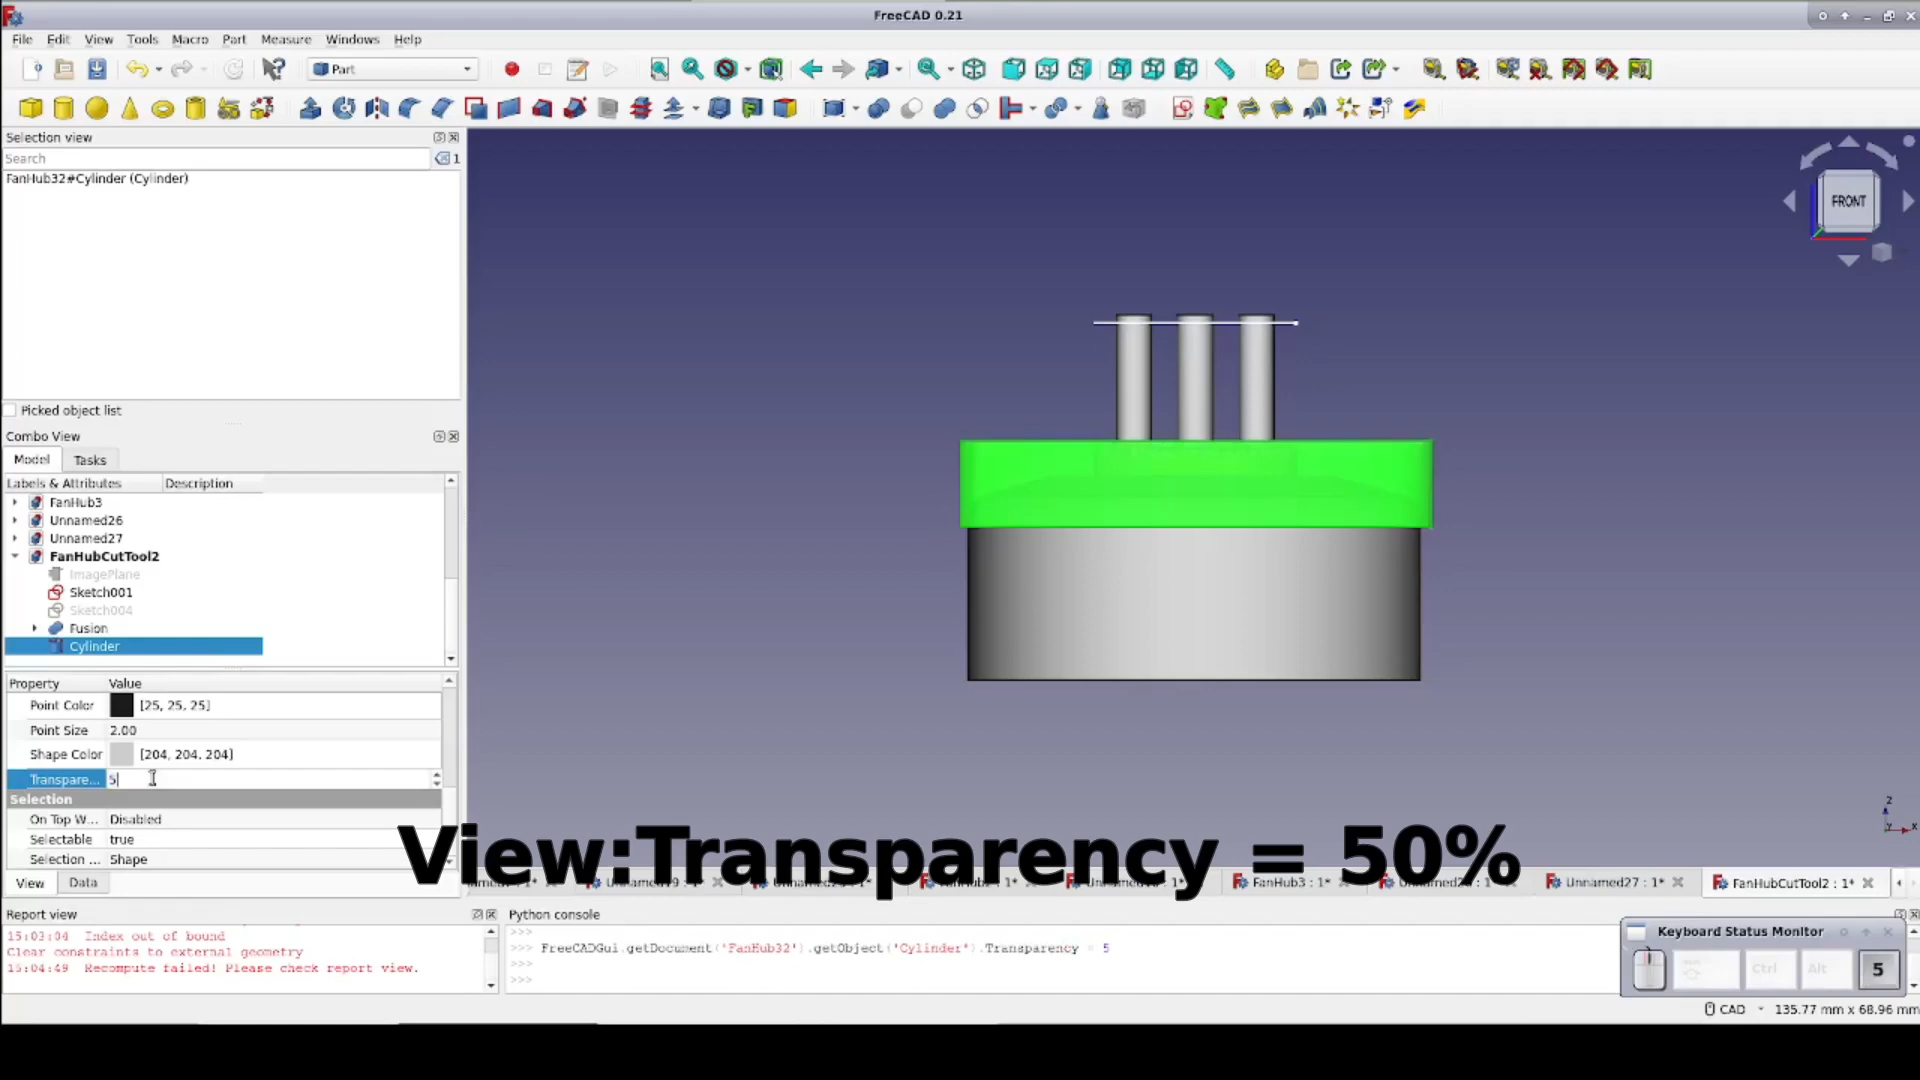 FreeCAD 0.21
File Edit View Tools Macro Part Measure Windows Help
Part
Selection view
Search
1
FanHub32#Cylinder (Cylinder)
FRONT
Picked object list
Combo View
Model Tasks
Labels & Attributes Description
FanHub3
Unnamed26
Unnamed27
FanHubCutTool2
ImagePlane
Sketch001
Sketch004
Fusion
Cylinder
Property Value
Point Color [25, 25, 25]
Point Size 2.00
Shape Color [204, 204, 204]
Transpare... 5
Selection
On Top W... Disabled
Selectable true
Selection ... Shape
Z
X
View:Transparency = 50%
View Data
FanHub3 : 1* Unnamed27 : 1* FanHubCutTool2 : 1*
Report view
15:03:04 Index out of bound
Clear constraints to external geometry
15:04:49 Recompute failed! Please check report view.
Python console
>>>
>>> FreeCADGui.getDocument('FanHub32').getObject('Cylinder').Transparency = 5
>>>
>>>
Keyboard Status Monitor
Ctrl Alt 5
CAD 135.77 mm x 68.96 mm